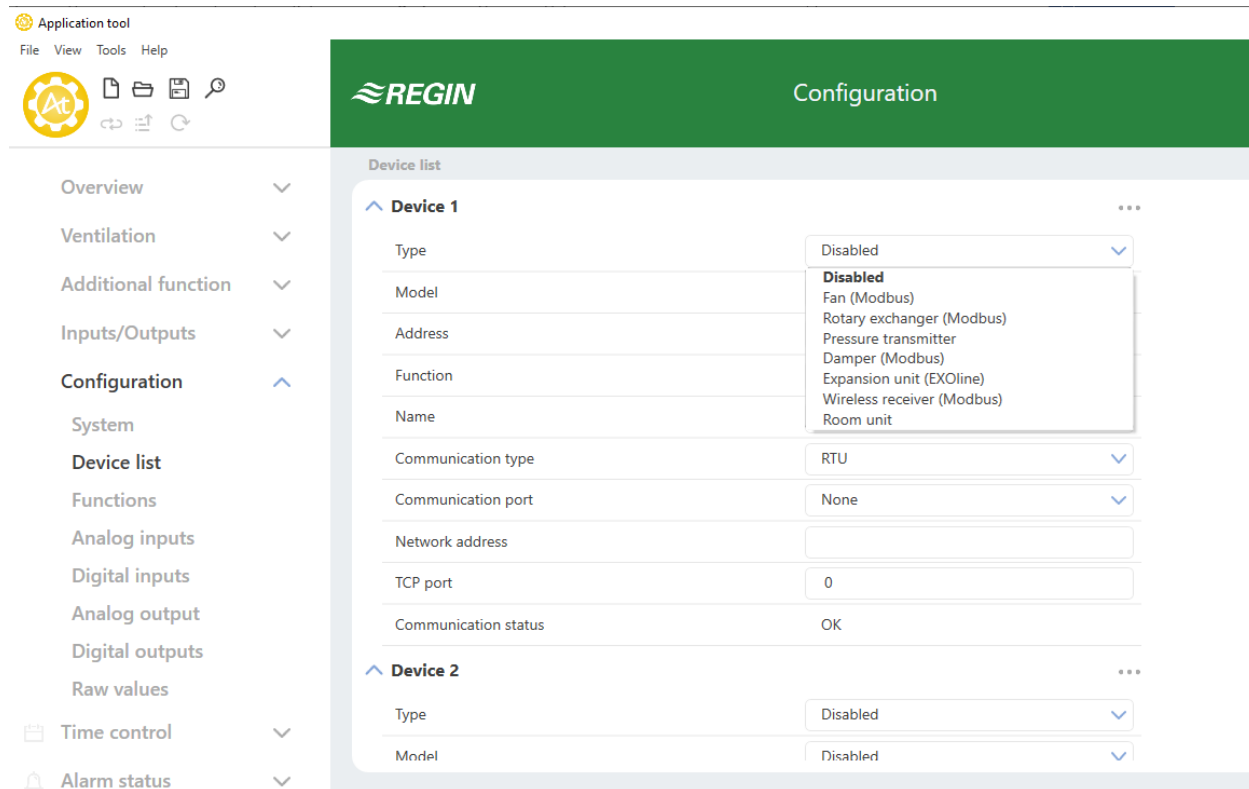 Application tool
File View Tools Help
At
REGIN
Configuration
Overview
Ventilation
Additional function
Inputs/Outputs
Configuration
System
Device list
Functions
Analog inputs
Digital inputs
Analog output
Digital outputs
Raw values
Time control
Alarm status
Device list
Device 1
Type Disabled
Disabled
Fan (Modbus)
Rotary exchanger (Modbus)
Pressure transmitter
Damper (Modbus)
Expansion unit (EXOline)
Wireless receiver (Modbus)
Room unit
Model
Address
Function
Name
Communication type RTU
Communication port None
Network address
TCP port 0
Communication status OK
Device 2
Type Disabled
Model Disabled